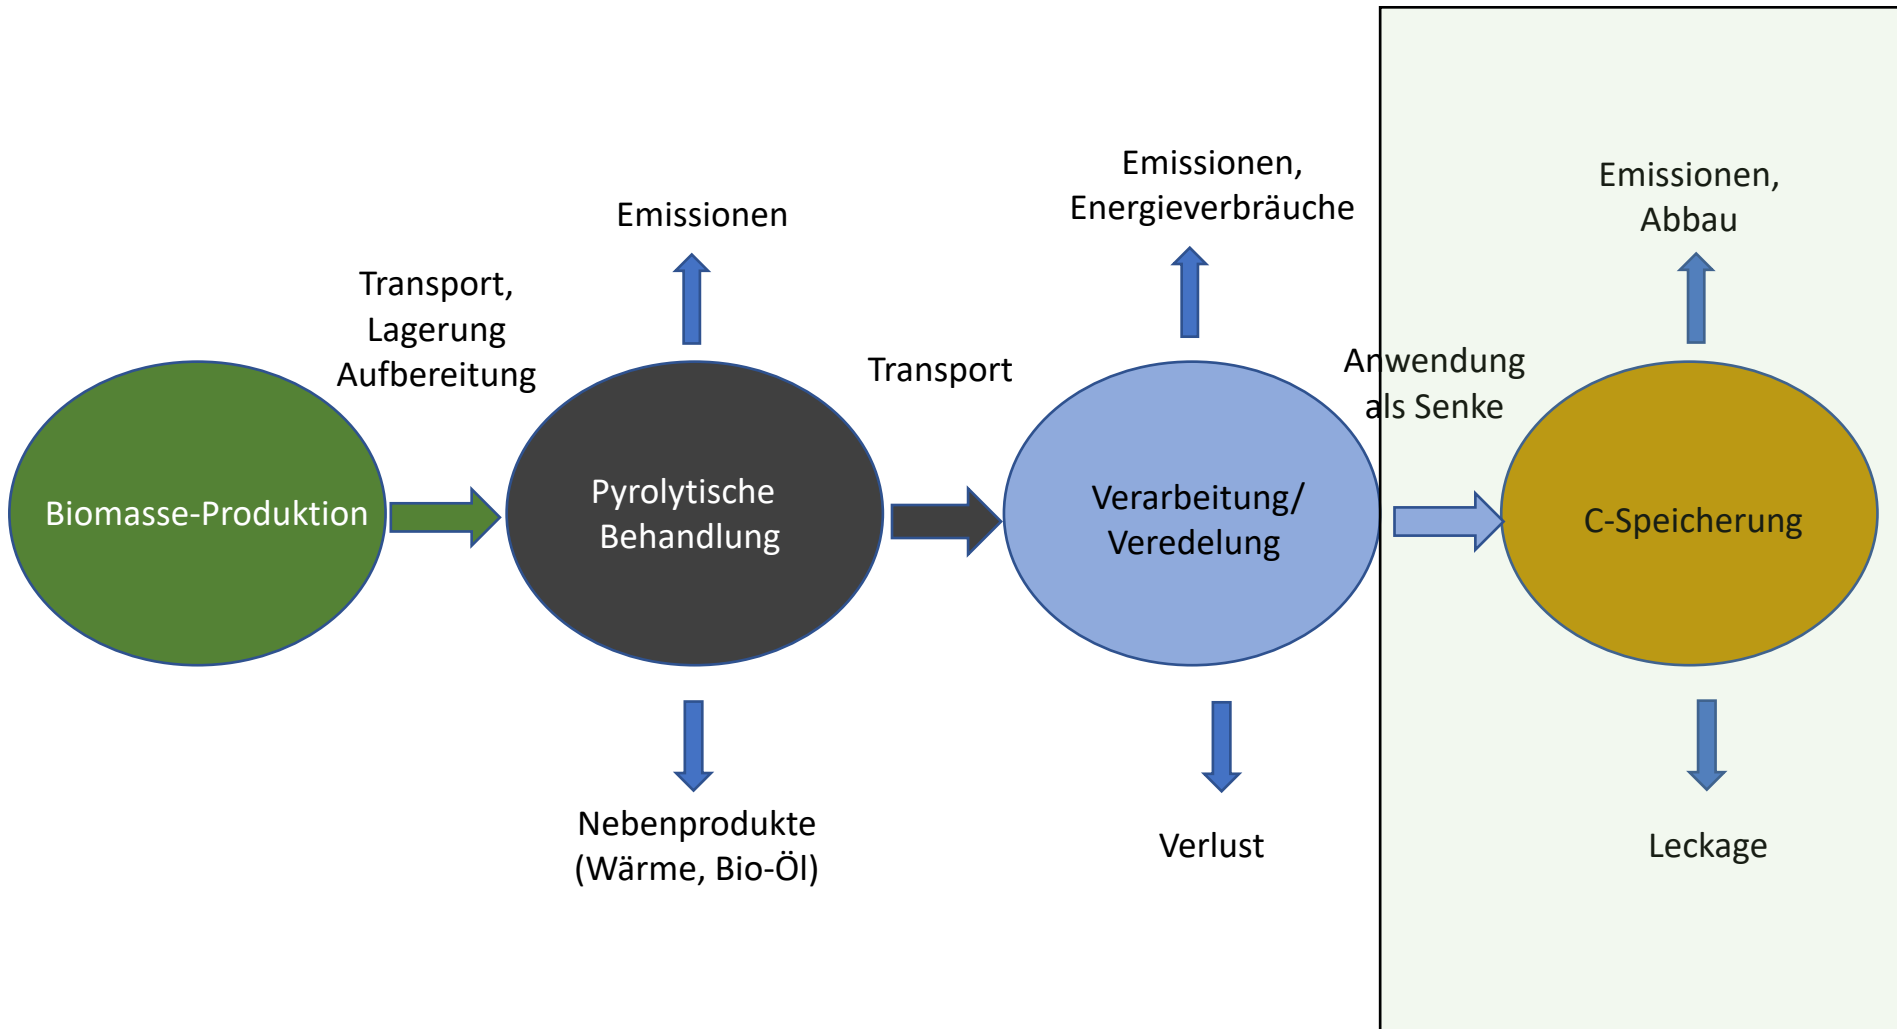 Biomasse-Produktion
Transport,
Lagerung
Aufbereitung
Emissionen
Pyrolytische
Behandlung
Nebenprodukte
(Wärme, Bio-Öl)
Transport
Emissionen,
Energieverbräuche
Verarbeitung/
Veredelung
Verlust
Anwendung
als Senke
Emissionen,
Abbau
C-Speicherung
Leckage